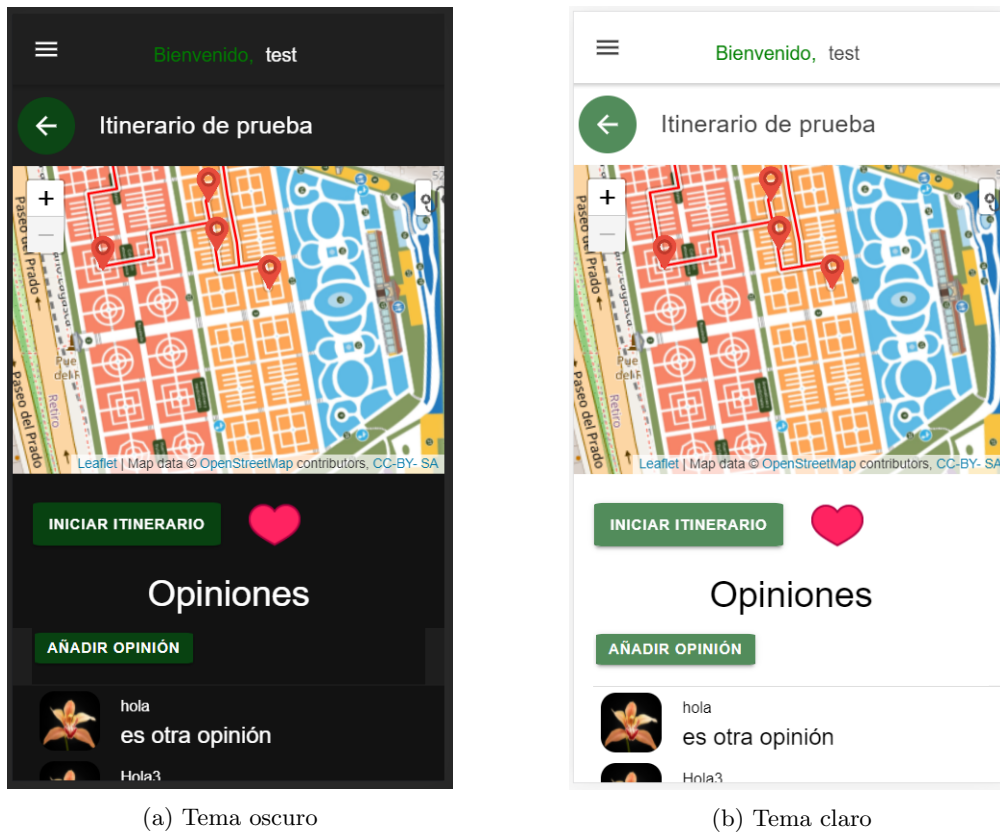 Bienvenido, test
Itinerario de prueba
+
−
Paseo del Prado
Paseo del Prado
Retiro
Leaflet | Map data © OpenStreetMap contributors, CC-BY- SA
INICIAR ITINERARIO
Opiniones
AÑADIR OPINIÓN
hola
es otra opinión
Hola3
(a) Tema oscuro
Bienvenido, test
Itinerario de prueba
+
−
Paseo del Prado
Paseo del Prado
Retiro
Leaflet | Map data © OpenStreetMap contributors, CC-BY- SA
INICIAR ITINERARIO
Opiniones
AÑADIR OPINIÓN
hola
es otra opinión
Hola3
(b) Tema claro